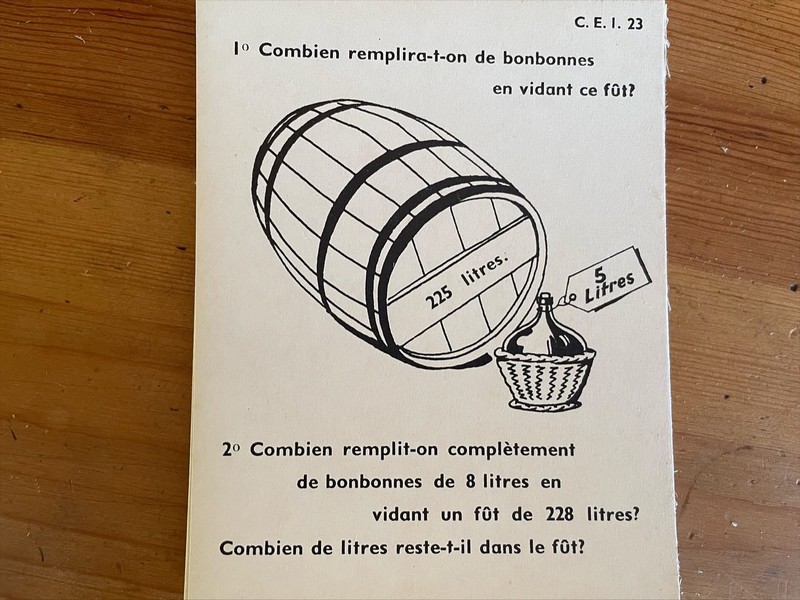 C. E. I. 23
1º Combien remplira-t-on de bonbonnes
en vidant ce fût?
225 litres.
5
Litres
2º Combien remplit-on complètement
de bonbonnes de 8 litres en
vidant un fût de 228 litres?
Combien de litres reste-t-il dans le fût?